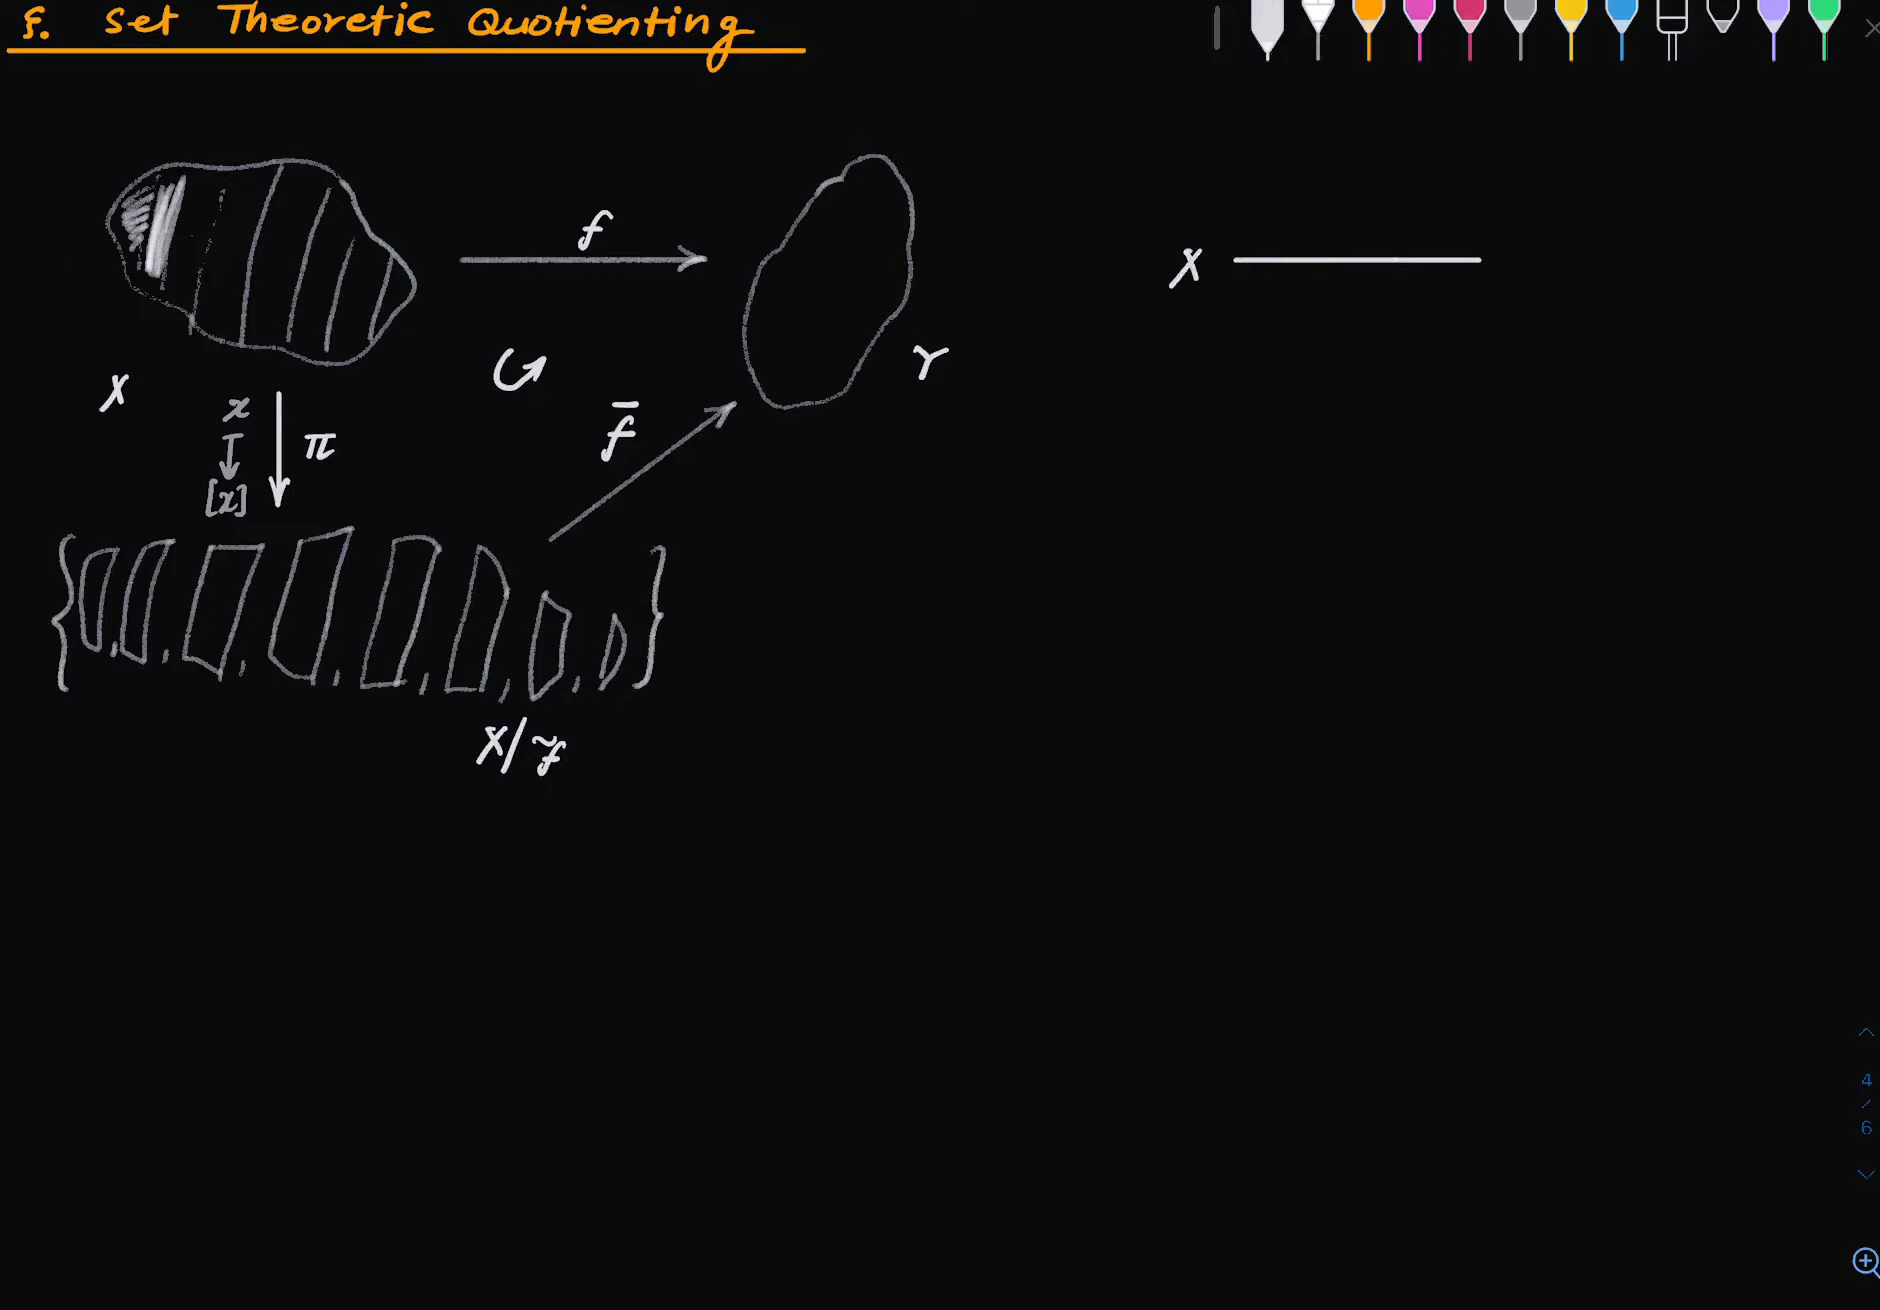 §. Set Theoretic Quotienting
f
X
Y
X
f̄
x
↧
[x]
π
{ , , , , , , , }
X/~f
4
/
6